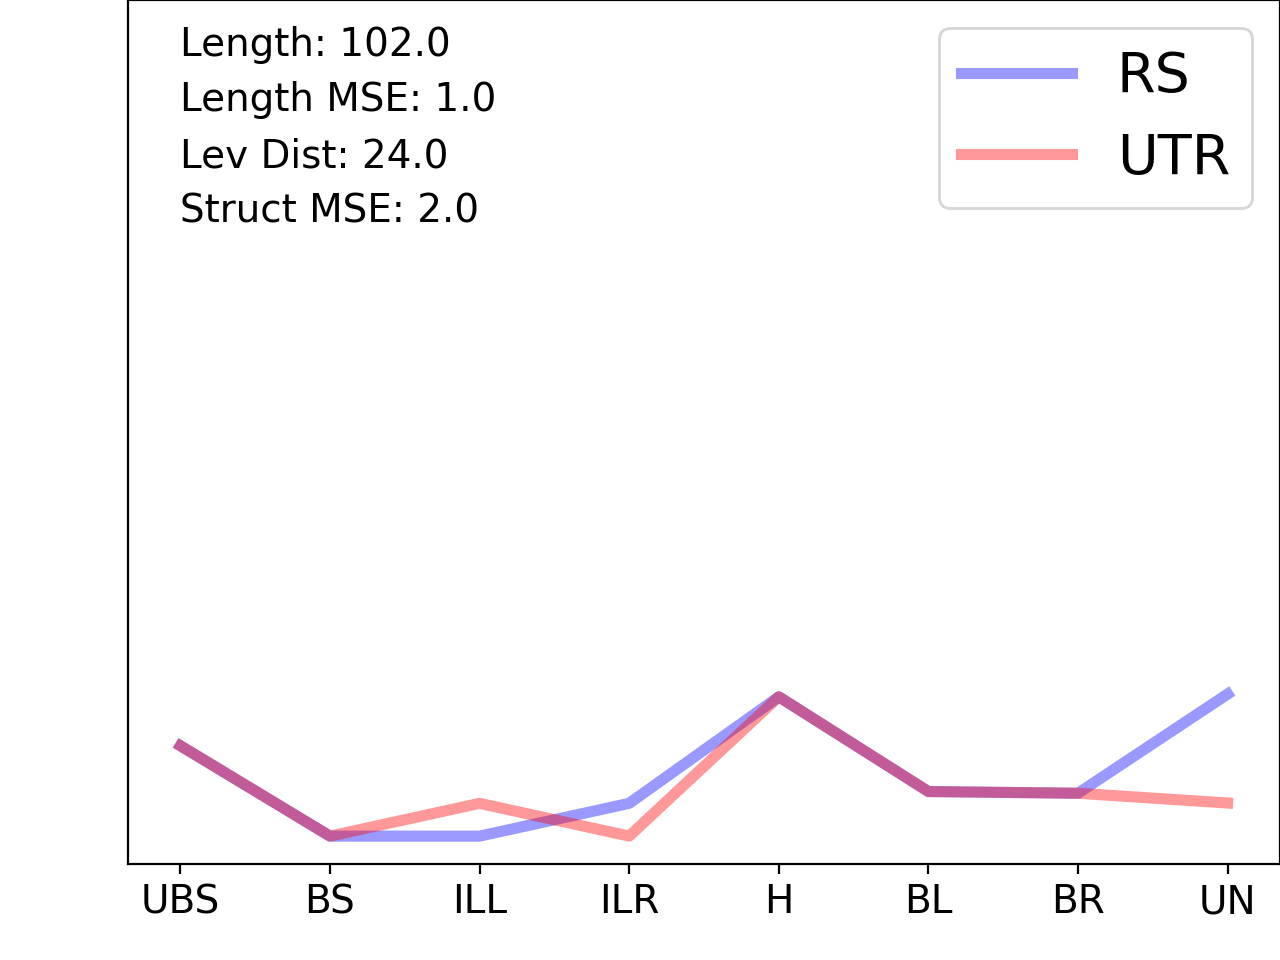 Length: 102.0
Length MSE: 1.0
Lev Dist: 24.0
Struct MSE: 2.0
RS
UTR
UBS BS ILL ILR H BL BR UN